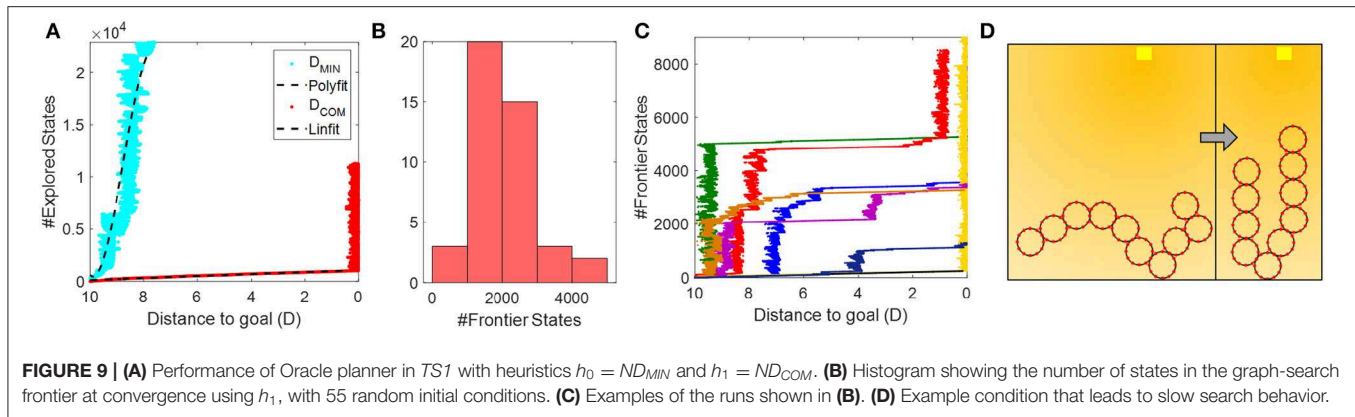 A
×10⁴
2
1.5
1
0.5
0
#Explored States
10 8 6 4 2 0
Distance to goal (D)
D_MIN
Polyfit
D_COM
Linfit
B
20
15
10
5
0
0 2000 4000
#Frontier States
C
8000
6000
4000
2000
0
#Frontier States
10 8 6 4 2 0
Distance to goal (D)
D
FIGURE 9 | (A) Performance of Oracle planner in TS1 with heuristics h₀ = ND_MIN and h₁ = ND_COM. (B) Histogram showing the number of states in the graph-search
frontier at convergence using h₁, with 55 random initial conditions. (C) Examples of the runs shown in (B). (D) Example condition that leads to slow search behavior.